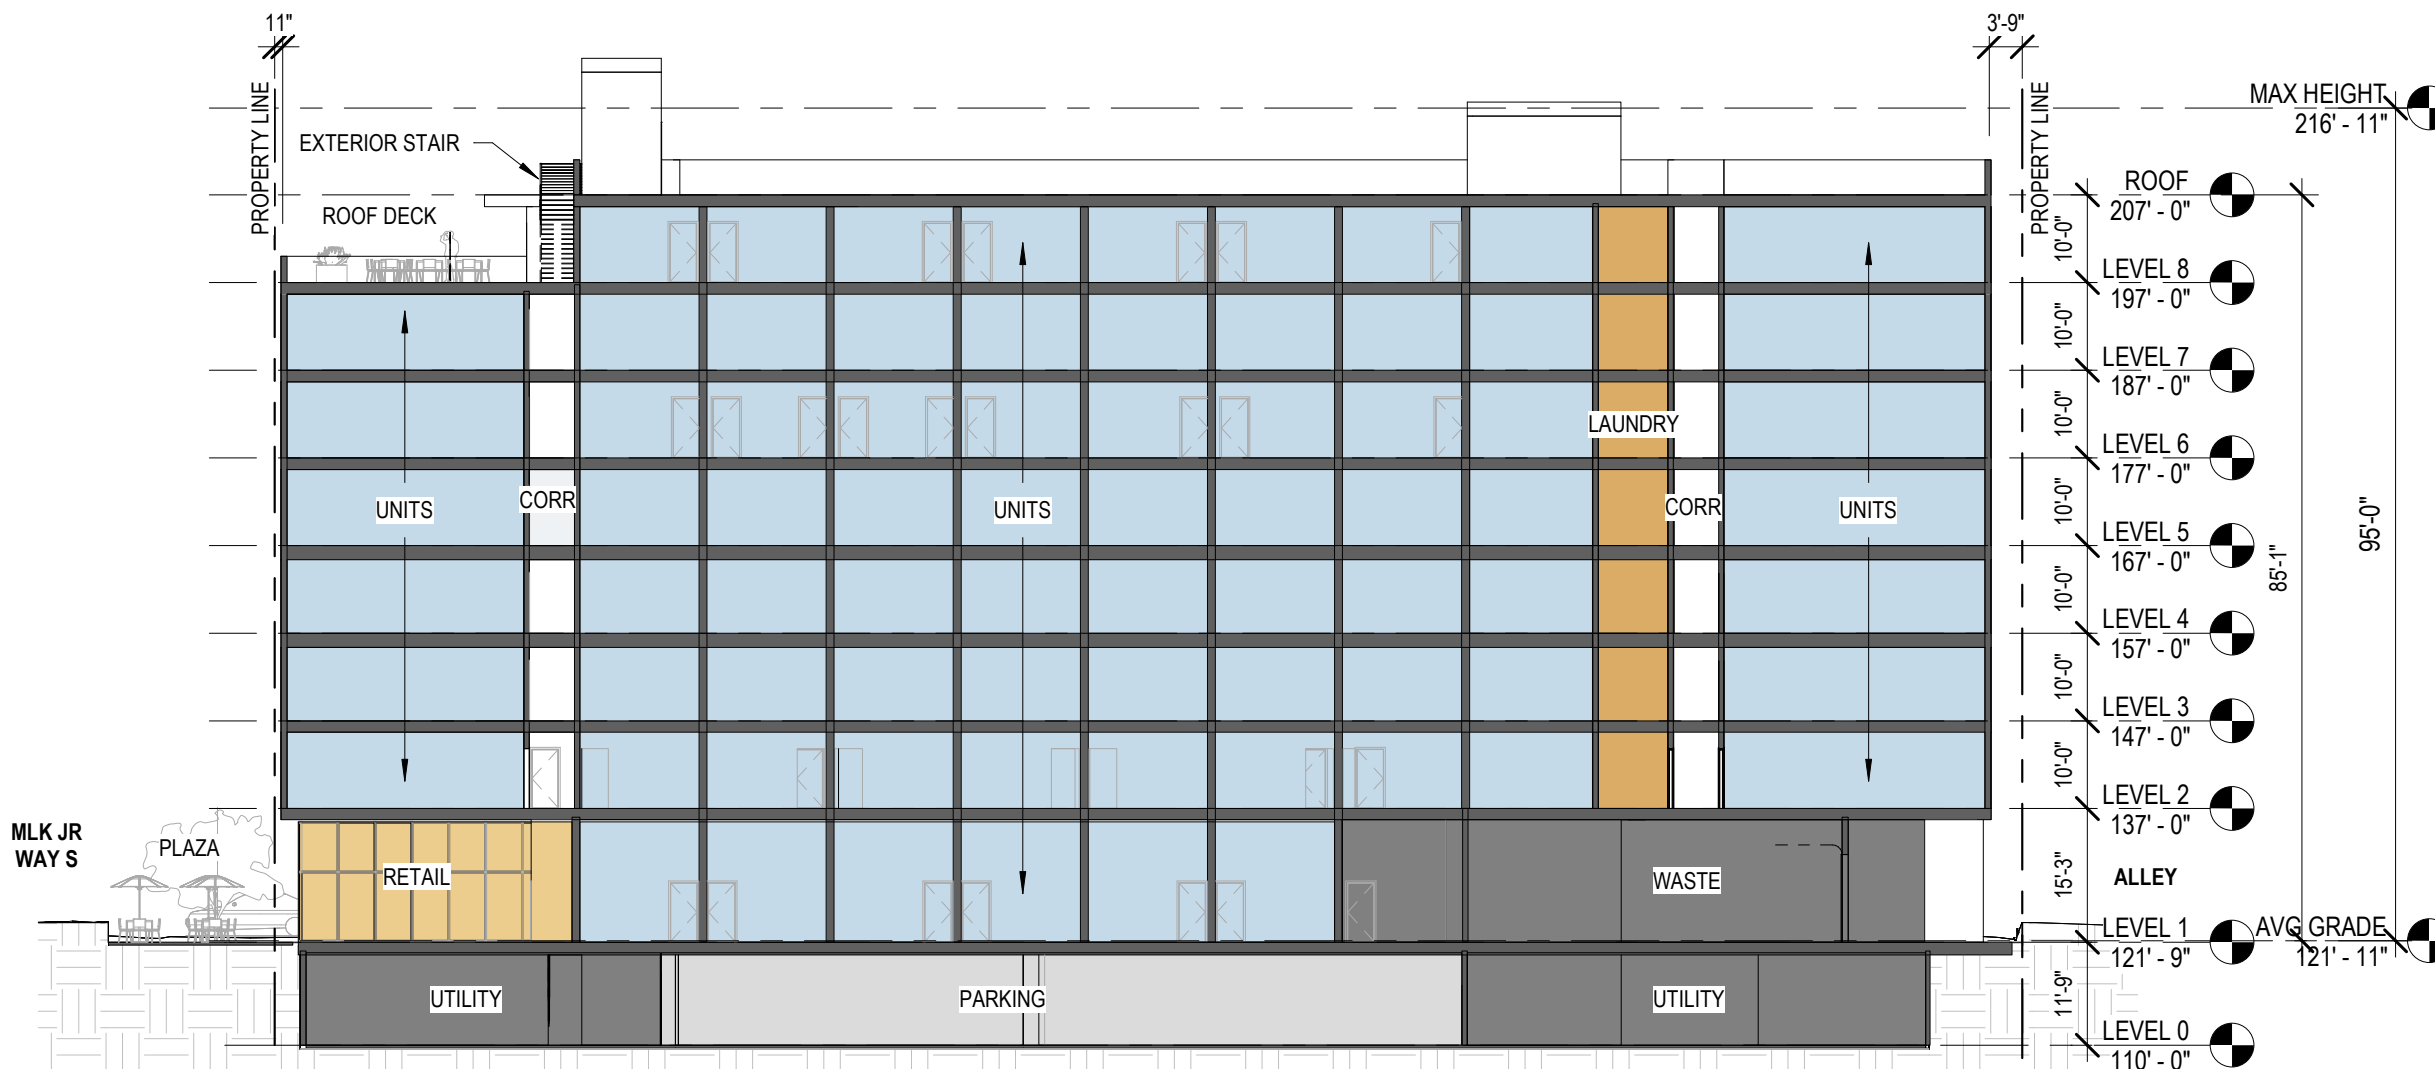 11"
3'-9"
PROPERTY LINE
PROPERTY LINE
MAX HEIGHT
216' - 11"
EXTERIOR STAIR
ROOF DECK
ROOF
207' - 0"
10'-0"
LEVEL 8
197' - 0"
10'-0"
LEVEL 7
187' - 0"
10'-0"
LAUNDRY
LEVEL 6
177' - 0"
UNITS
CORR
UNITS
CORR
UNITS
10'-0"
95'-0"
LEVEL 5
167' - 0"
85'-1"
10'-0"
LEVEL 4
157' - 0"
10'-0"
LEVEL 3
147' - 0"
10'-0"
LEVEL 2
137' - 0"
MLK JR
WAY S
PLAZA
RETAIL
WASTE
15'-3"
ALLEY
LEVEL 1
121' - 9"
AVG GRADE
121' - 11"
UTILITY
PARKING
UTILITY
11'-9"
LEVEL 0
110' - 0"